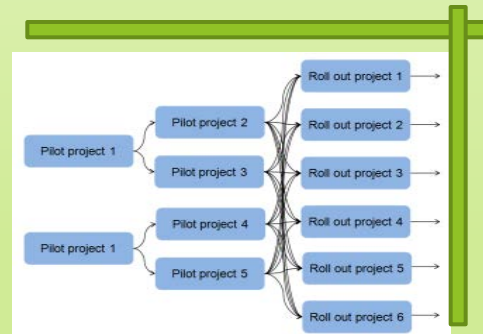 Pilot project 1
Pilot project 1
Pilot project 2
Pilot project 3
Pilot project 4
Pilot project 5
Roll out project 1
Roll out project 2
Roll out project 3
Roll out project 4
Roll out project 5
Roll out project 6